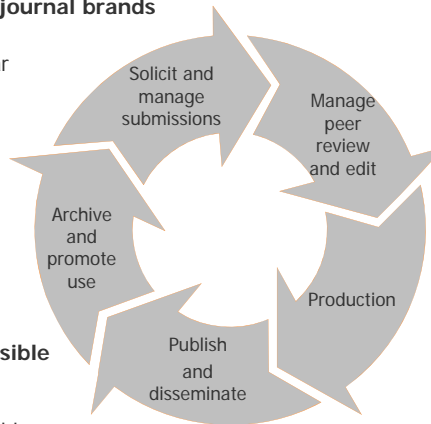 journal brands
Solicit and
manage
submissions
Manage
peer
review
and edit
Archive
and
promote
use
Production
Publish
and
disseminate